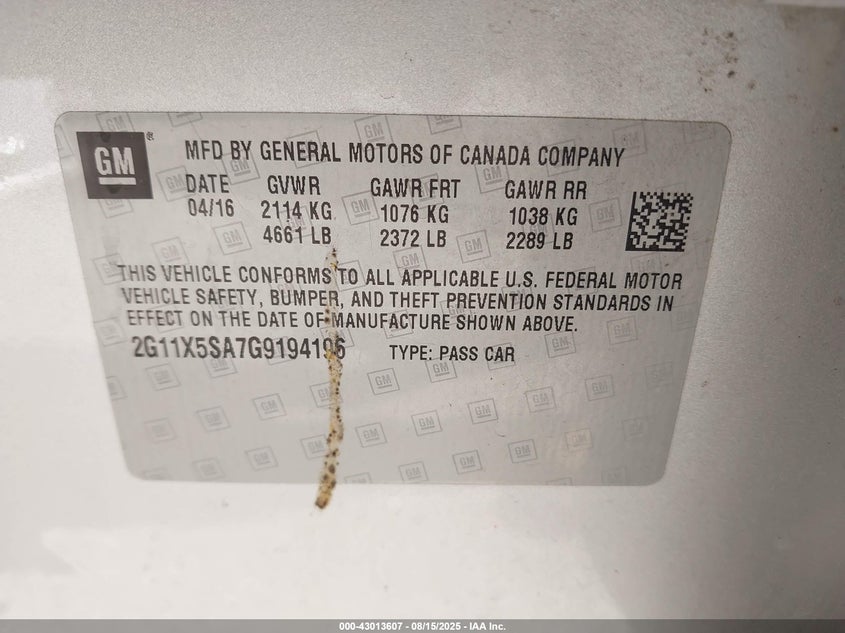 GM
MFD BY GENERAL MOTORS OF CANADA COMPANY
DATE GVWR GAWR FRT GAWR RR
04/16 2114 KG 1076 KG 1038 KG
4661 LB 2372 LB 2289 LB
THIS VEHICLE CONFORMS TO ALL APPLICABLE U.S. FEDERAL MOTOR
VEHICLE SAFETY, BUMPER, AND THEFT PREVENTION STANDARDS IN
EFFECT ON THE DATE OF MANUFACTURE SHOWN ABOVE.
2G11X5SA7G9194196 TYPE: PASS CAR
000-43013607 - 08/15/2025 - IAA Inc.